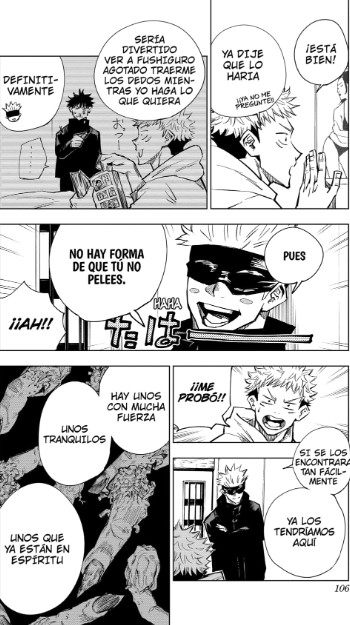 ¡ESTÁ
BIEN!
YA DIJE
QUE LO
HARIA
¡¡YA NO ME
PREGUNTE!!
SERÍA
DIVERTIDO
VER A FUSHIGURO
AGOTADO TRAERME
LOS DEDOS MIEN-
TRAS YO HAGA LO
QUE QUIERA
DEFINITI-
VAMENTE
PUES
NO HAY FORMA
DE QUE TÚ NO
PELEES.
HAHA
¡¡AH!!
¡¡ME
PROBÓ!!
SI SE LOS
ENCONTRARA
TAN FÁCIL-
MENTE
YA LOS
TENDRÍAMOS
AQUÍ
HAY UNOS
CON MUCHA
FUERZA
UNOS
TRANQUILOS
UNOS QUE
YA ESTÁN EN
ESPÍRITU
106